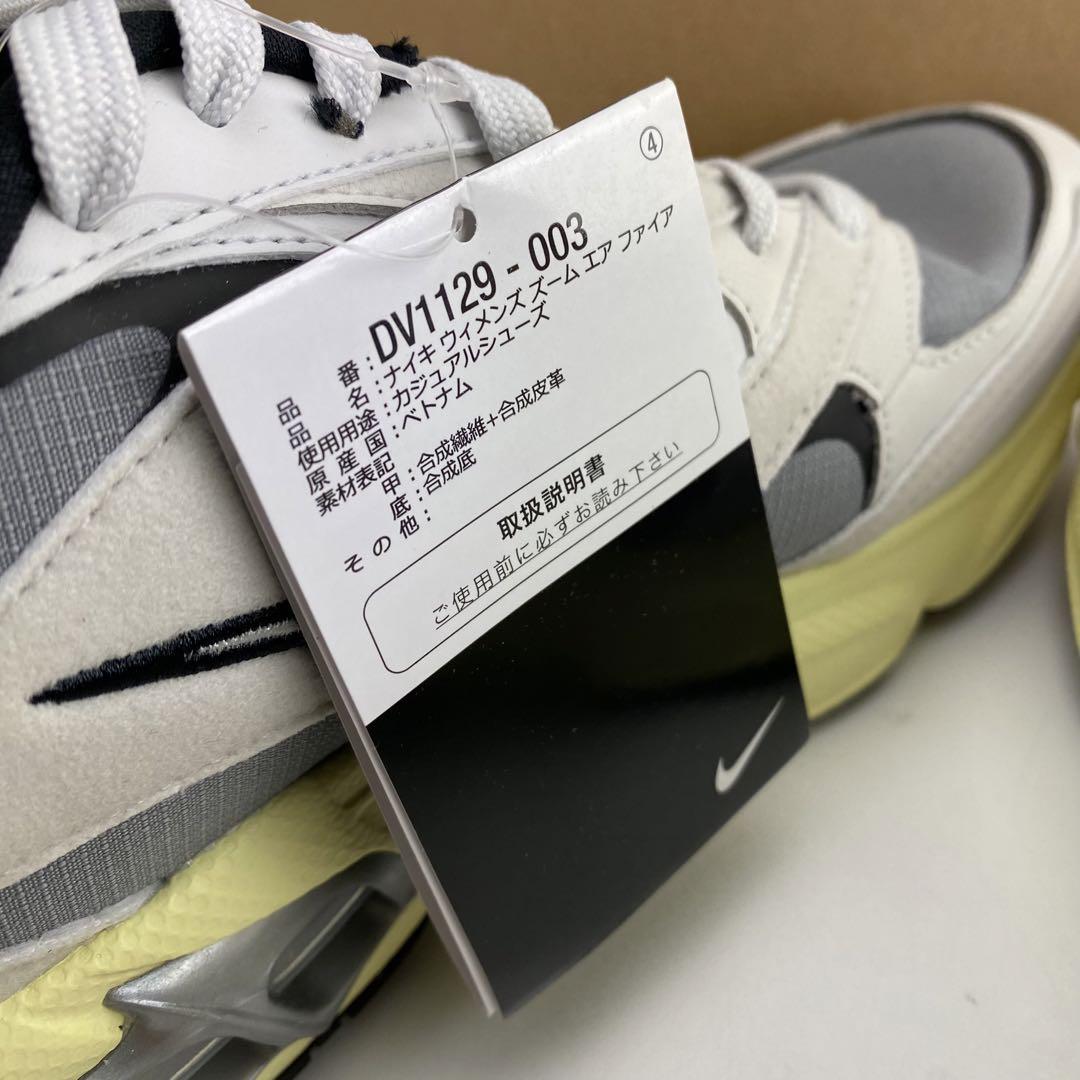 ④
品番：DV1129 - 003
品名：ナイキ ウィメンズ ズーム エア ファイア
使用用途：カジュアルシューズ
原産国：ベトナム
素材表記
甲：合成繊維+合成皮革
底：合成底
その他：
取扱説明書
ご使用前に必ずお読み下さい